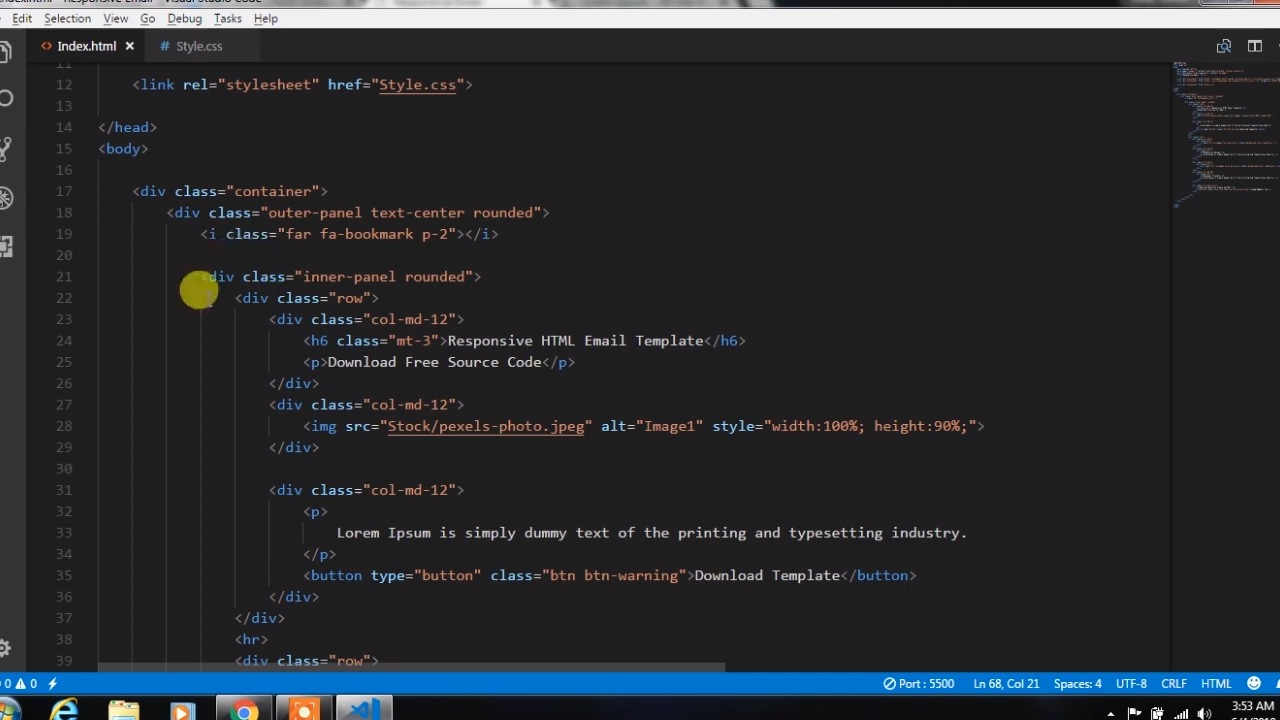 Index.html - Responsive Email - Visual Studio Code
Edit Selection View Go Debug Tasks Help
<> Index.html × # Style.css
11
12 <link rel="stylesheet" href="Style.css">
13
14 </head>
15 <body>
16
17 <div class="container">
18 <div class="outer-panel text-center rounded">
19 <i class="far fa-bookmark p-2"></i>
20
21 <div class="inner-panel rounded">
22 <div class="row">
23 <div class="col-md-12">
24 <h6 class="mt-3">Responsive HTML Email Template</h6>
25 <p>Download Free Source Code</p>
26 </div>
27 <div class="col-md-12">
28 <img src="Stock/pexels-photo.jpeg" alt="Image1" style="width:100%; height:90%;">
29 </div>
30
31 <div class="col-md-12">
32 <p>
33 Lorem Ipsum is simply dummy text of the printing and typesetting industry.
34 </p>
35 <button type="button" class="btn btn-warning">Download Template</button>
36 </div>
37 </div>
38 <hr>
39 <div class="row">
0 0 Port : 5500 Ln 68, Col 21 Spaces: 4 UTF-8 CRLF HTML
3:53 AM